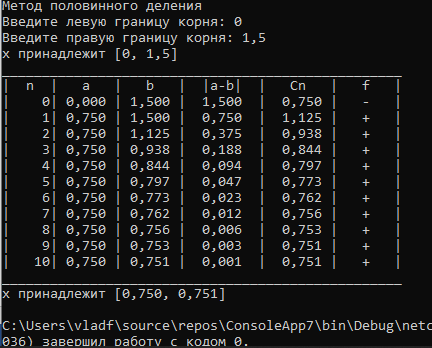 Метод половинного деления
Введите левую границу корня: 0
Введите правую границу корня: 1,5
x принадлежит [0, 1,5]
| n | a | b | |a-b| | Cn | f |
| 0| 0,000 | 1,500 | 1,500 | 0,750 | - |
| 1| 0,750 | 1,500 | 0,750 | 1,125 | + |
| 2| 0,750 | 1,125 | 0,375 | 0,938 | + |
| 3| 0,750 | 0,938 | 0,188 | 0,844 | + |
| 4| 0,750 | 0,844 | 0,094 | 0,797 | + |
| 5| 0,750 | 0,797 | 0,047 | 0,773 | + |
| 6| 0,750 | 0,773 | 0,023 | 0,762 | + |
| 7| 0,750 | 0,762 | 0,012 | 0,756 | + |
| 8| 0,750 | 0,756 | 0,006 | 0,753 | + |
| 9| 0,750 | 0,753 | 0,003 | 0,751 | + |
| 10| 0,750 | 0,751 | 0,001 | 0,751 | + |
x принадлежит [0,750, 0,751]
C:\Users\vladf\source\repos\ConsoleApp7\bin\Debug\netc
036) завершил работу с кодом 0.